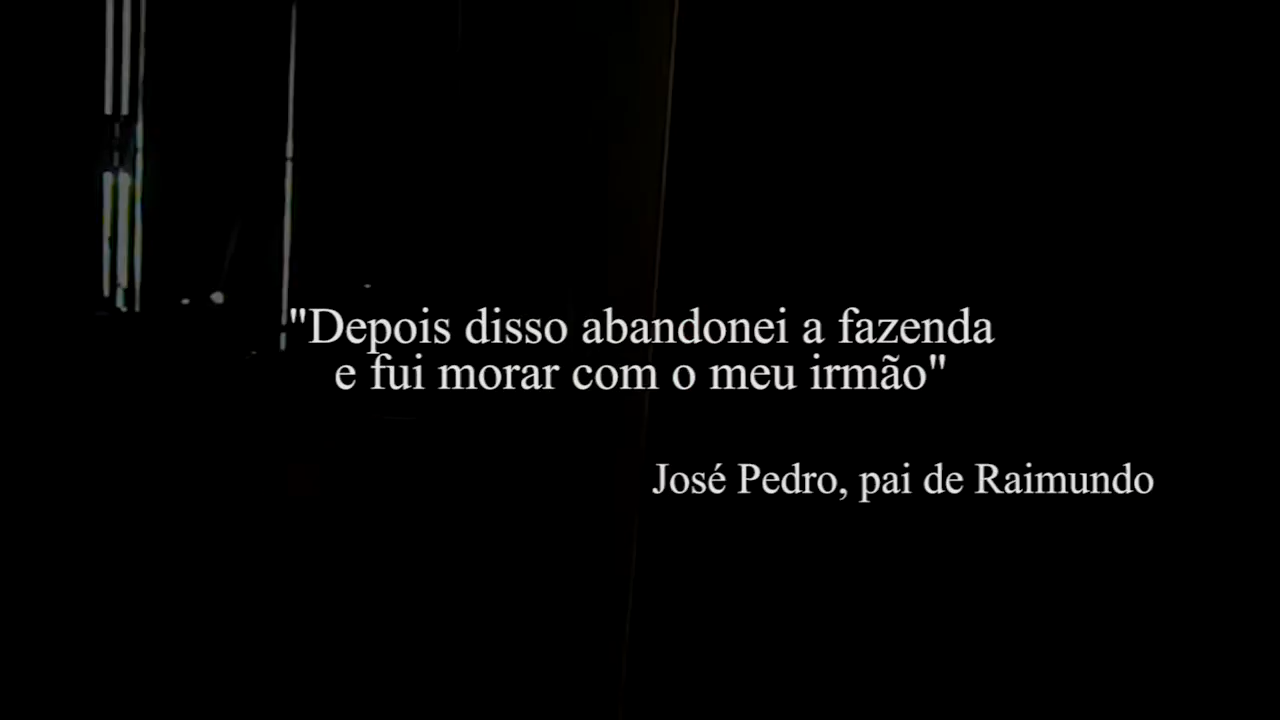 "Depois disso abandonei a fazenda
e fui morar com o meu irmão"
José Pedro, pai de Raimundo